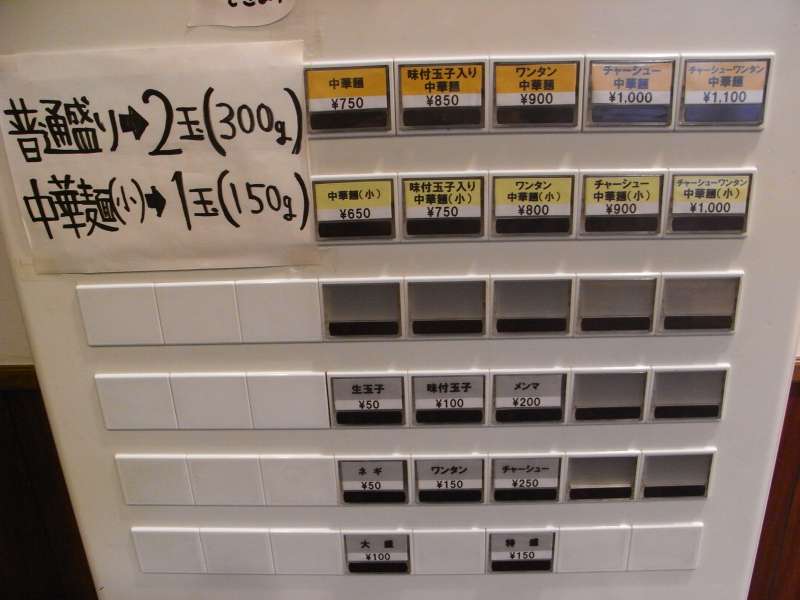 普通盛り→2玉(300g)
中華麺(小)→1玉(150g)
中華麺
¥750
味付玉子入り
中華麺
¥850
ワンタン
中華麺
¥900
チャーシュー
中華麺
¥1,000
チャーシューワンタン
中華麺
¥1,100
中華麺(小)
¥650
味付玉子入り
中華麺(小)
¥750
ワンタン
中華麺(小)
¥800
チャーシュー
中華麺(小)
¥900
チャーシューワンタン
中華麺(小)
¥1,000
生玉子
¥50
味付玉子
¥100
メンマ
¥200
ネギ
¥50
ワンタン
¥150
チャーシュー
¥250
大盛
¥100
特盛
¥150